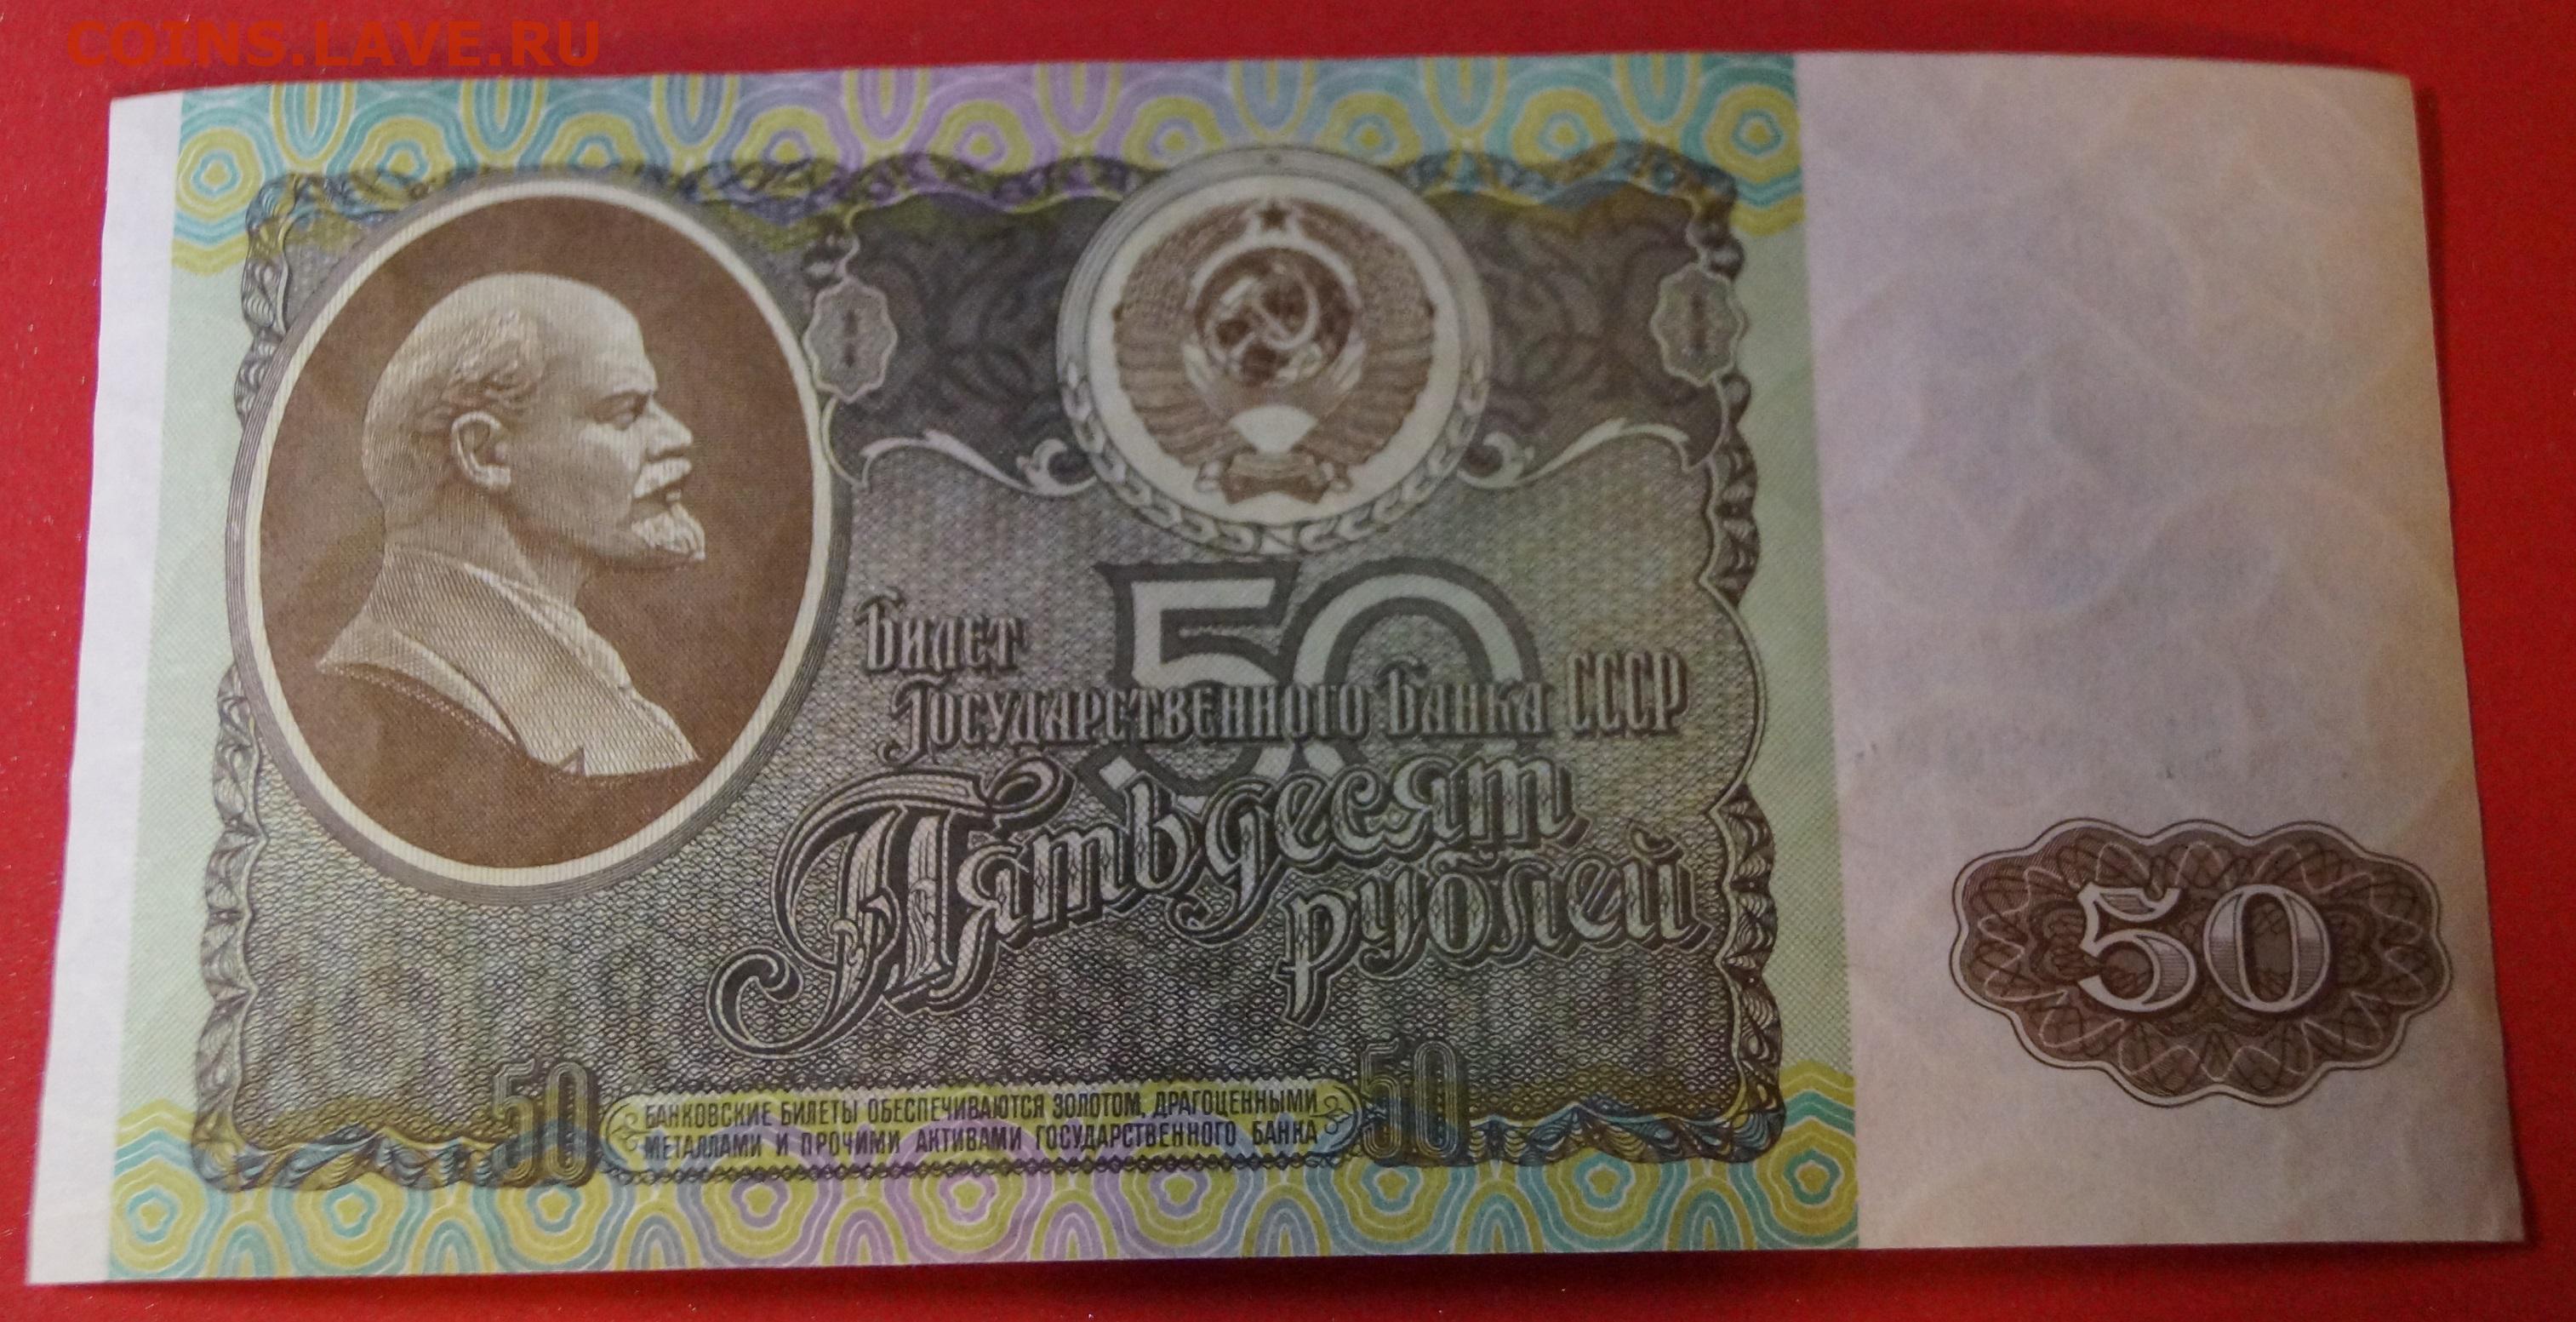 COINS.LAVE.RU
50
Билет
Государственного Банка СССР
Пятьдесят
рублей
50
50 БАНКОВСКИЕ БИЛЕТЫ ОБЕСПЕЧИВАЮТСЯ ЗОЛОТОМ, ДРАГОЦЕННЫМИ 50
МЕТАЛЛАМИ И ПРОЧИМИ АКТИВАМИ ГОСУДАРСТВЕННОГО БАНКА